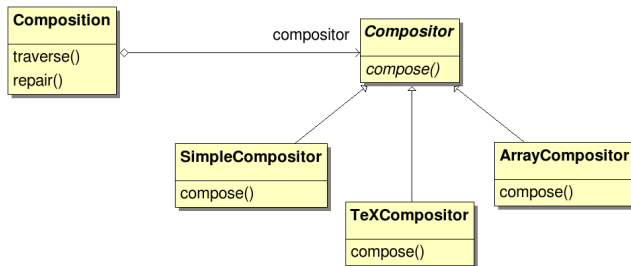 Composition
traverse()
repair()
compositor
Compositor
compose()
SimpleCompositor
compose()
TeXCompositor
compose()
ArrayCompositor
compose()